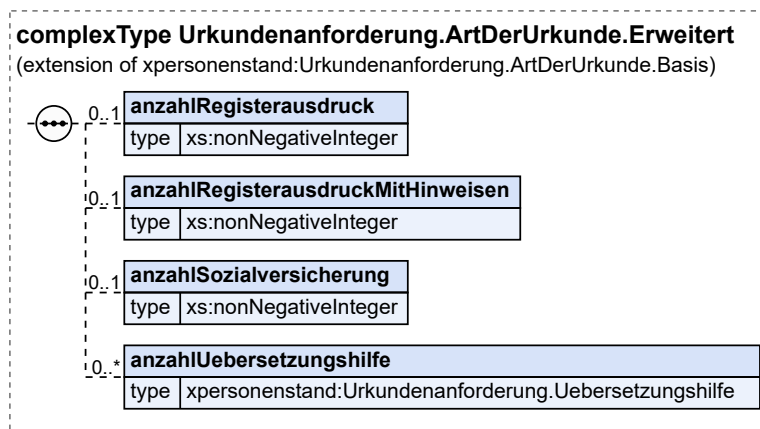 complexType Urkundenanforderung.ArtDerUrkunde.Erweitert
(extension of xpersonenstand:Urkundenanforderung.ArtDerUrkunde.Basis)
0..1 anzahlRegisterausdruck
type xs:nonNegativeInteger
0..1 anzahlRegisterausdruckMitHinweisen
type xs:nonNegativeInteger
0..1 anzahlSozialversicherung
type xs:nonNegativeInteger
0..* anzahlUebersetzungshilfe
type xpersonenstand:Urkundenanforderung.Uebersetzungshilfe